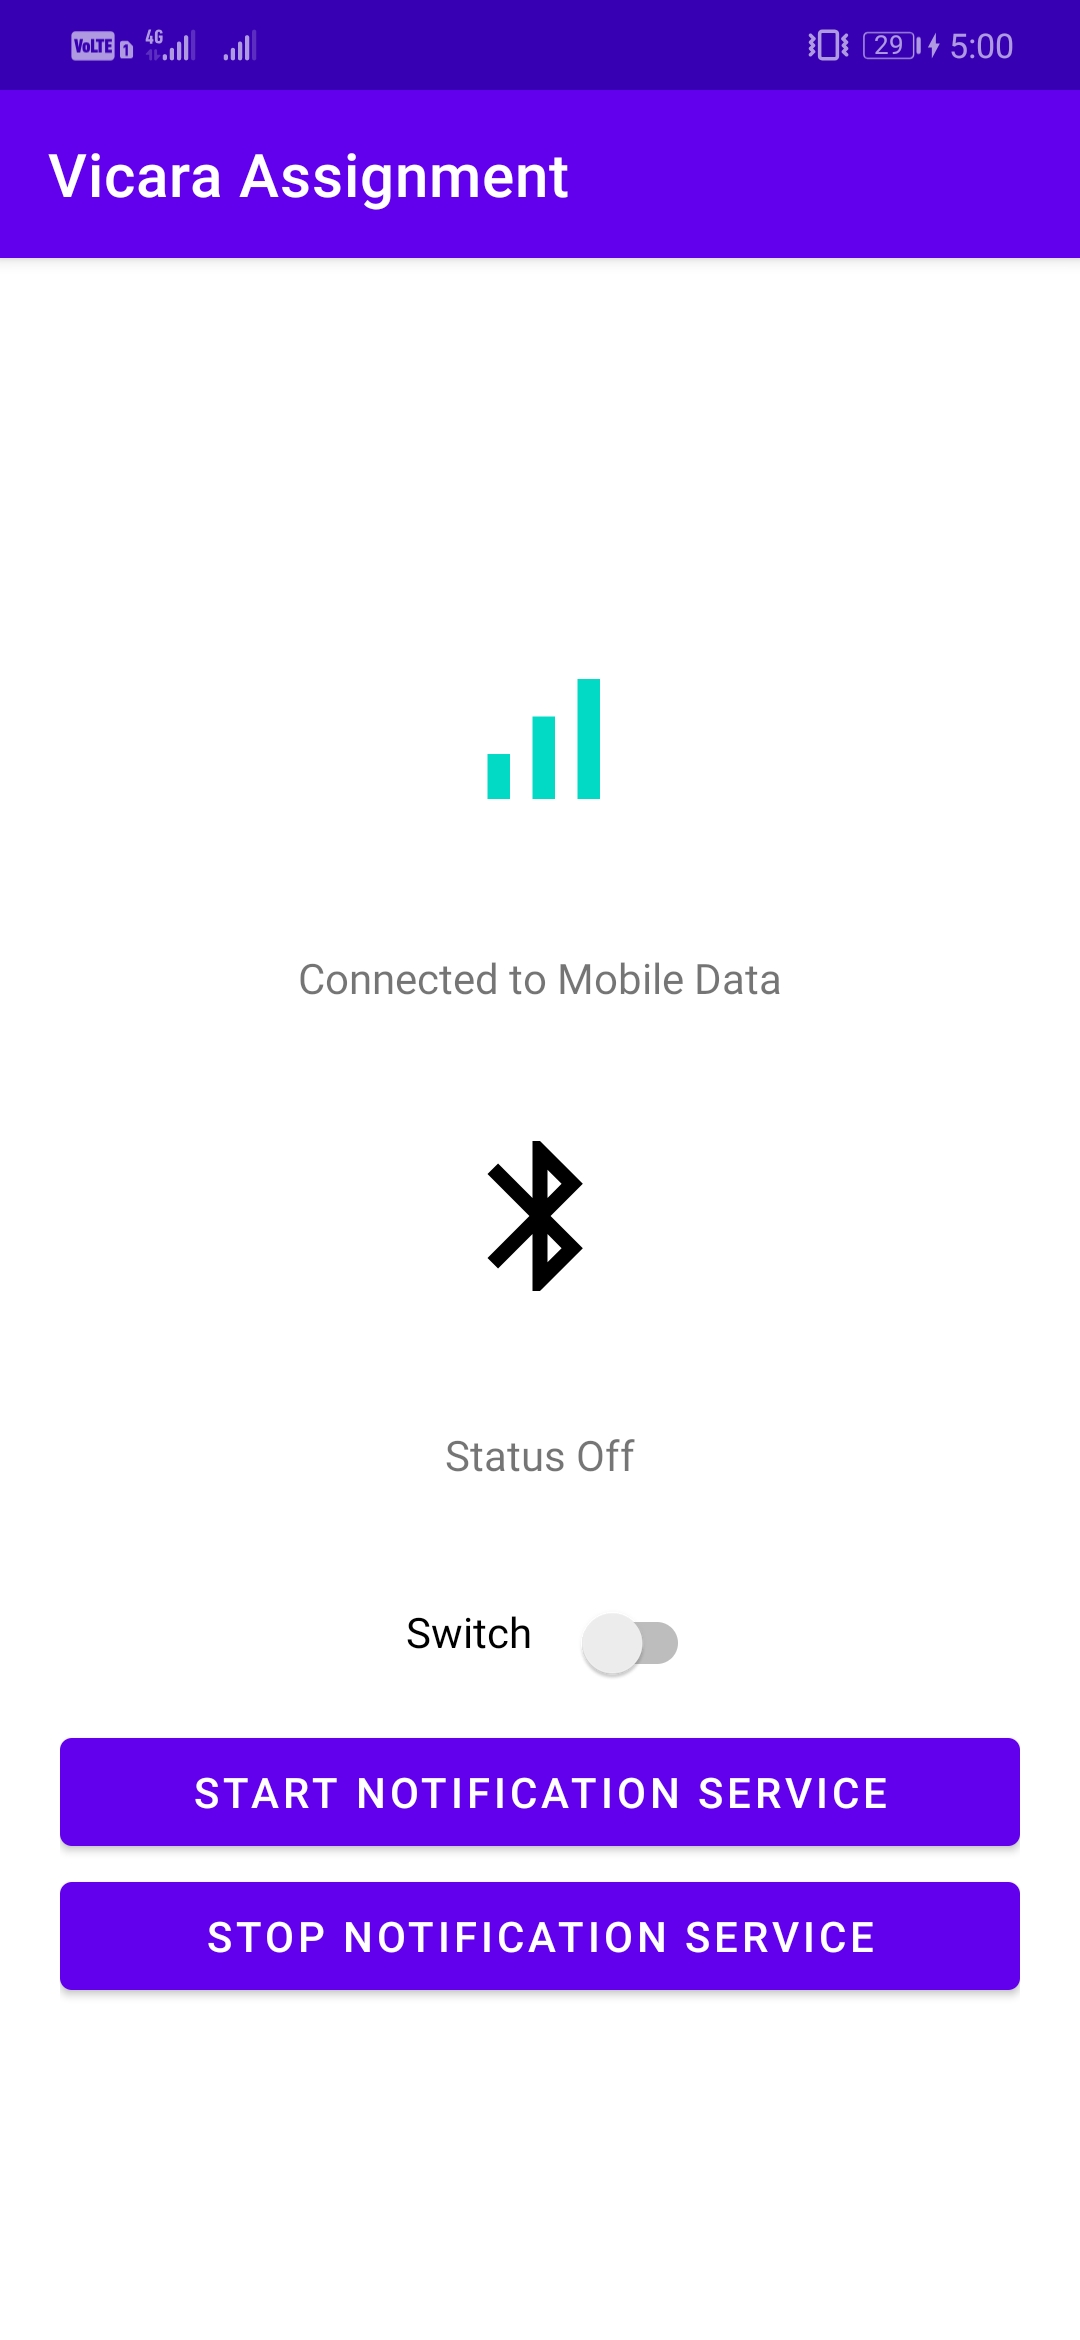 VoLTE 1 4G 29 5:00
Vicara Assignment
Connected to Mobile Data
Status Off
Switch
START NOTIFICATION SERVICE
STOP NOTIFICATION SERVICE